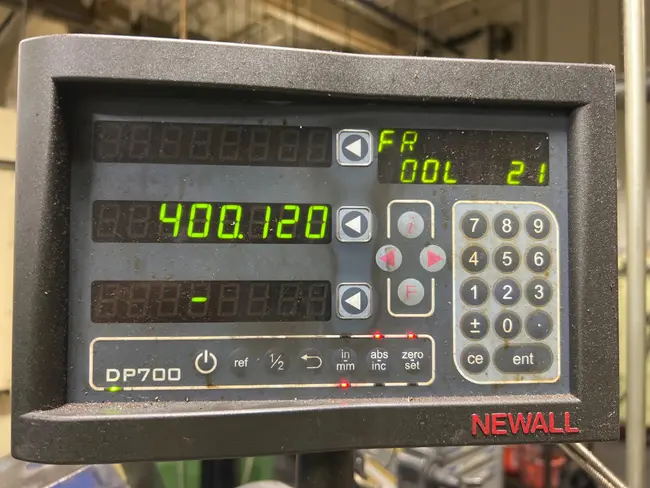 FR
400.120
OOL 21
-
i
F
7 8 9
4 5 6
1 2 3
± 0 .
ce ent
DP700
ref
1/2
in
mm
abs
inc
zero
set
NEWALL